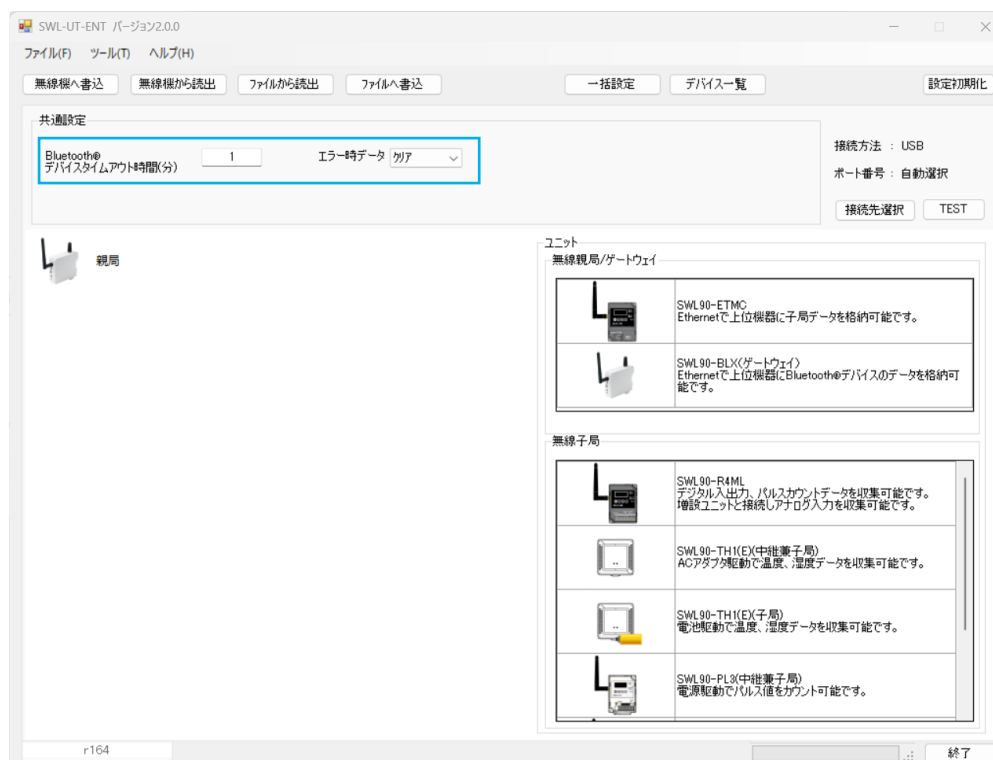 SWL-UT-ENT バージョン2.0.0
ファイル(F) ツール(T) ヘルプ(H)
無線機へ書込 無線機から読出 ファイルから読出 ファイルへ書込 一括設定 デバイス一覧 設定初期化
共通設定
Bluetooth®
デバイスタイムアウト時間(分)
1
エラー時データ クリア
接続方法 : USB
ポート番号 : 自動選択
接続先選択 TEST
親局
ユニット
無線親局/ゲートウェイ
SWL90-ETMC
Ethernetで上位機器に子局データを格納可能です。
SWL90-BLX(ゲートウェイ)
Ethernetで上位機器にBluetooth®デバイスのデータを格納可
能です。
無線子局
SWL90-R4ML
デジタル入出力、パルスカウントデータを収集可能です。
増設ユニットと接続しアナログ入力を収集可能です。
SWL90-TH1(E)(中継兼子局)
ACアダプタ駆動で温度、湿度データを収集可能です。
SWL90-TH1(E)(子局)
電池駆動で温度、湿度データを収集可能です。
SWL90-PL3(中継兼子局)
電源駆動でパルス値をカウント可能です。
r164
終了